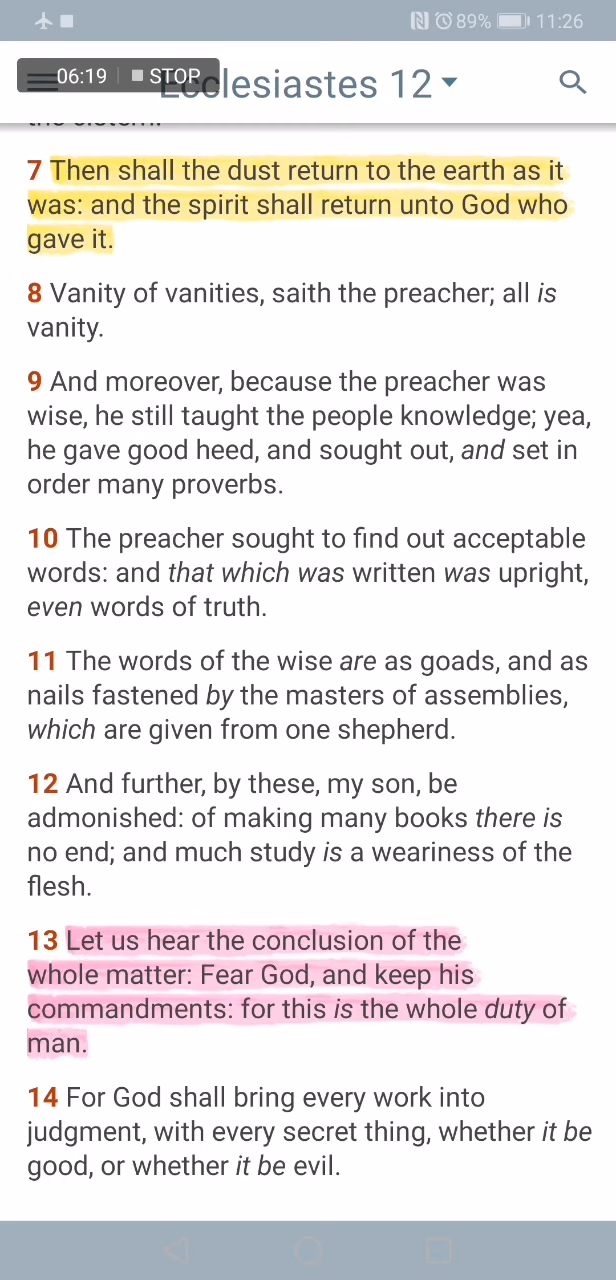 89% 11:26
06:19 STOP Ecclesiastes 12
the cistern.
7 Then shall the dust return to the earth as it
was: and the spirit shall return unto God who
gave it.
8 Vanity of vanities, saith the preacher; all is
vanity.
9 And moreover, because the preacher was
wise, he still taught the people knowledge; yea,
he gave good heed, and sought out, and set in
order many proverbs.
10 The preacher sought to find out acceptable
words: and that which was written was upright,
even words of truth.
11 The words of the wise are as goads, and as
nails fastened by the masters of assemblies,
which are given from one shepherd.
12 And further, by these, my son, be
admonished: of making many books there is
no end; and much study is a weariness of the
flesh.
13 Let us hear the conclusion of the
whole matter: Fear God, and keep his
commandments: for this is the whole duty of
man.
14 For God shall bring every work into
judgment, with every secret thing, whether it be
good, or whether it be evil.